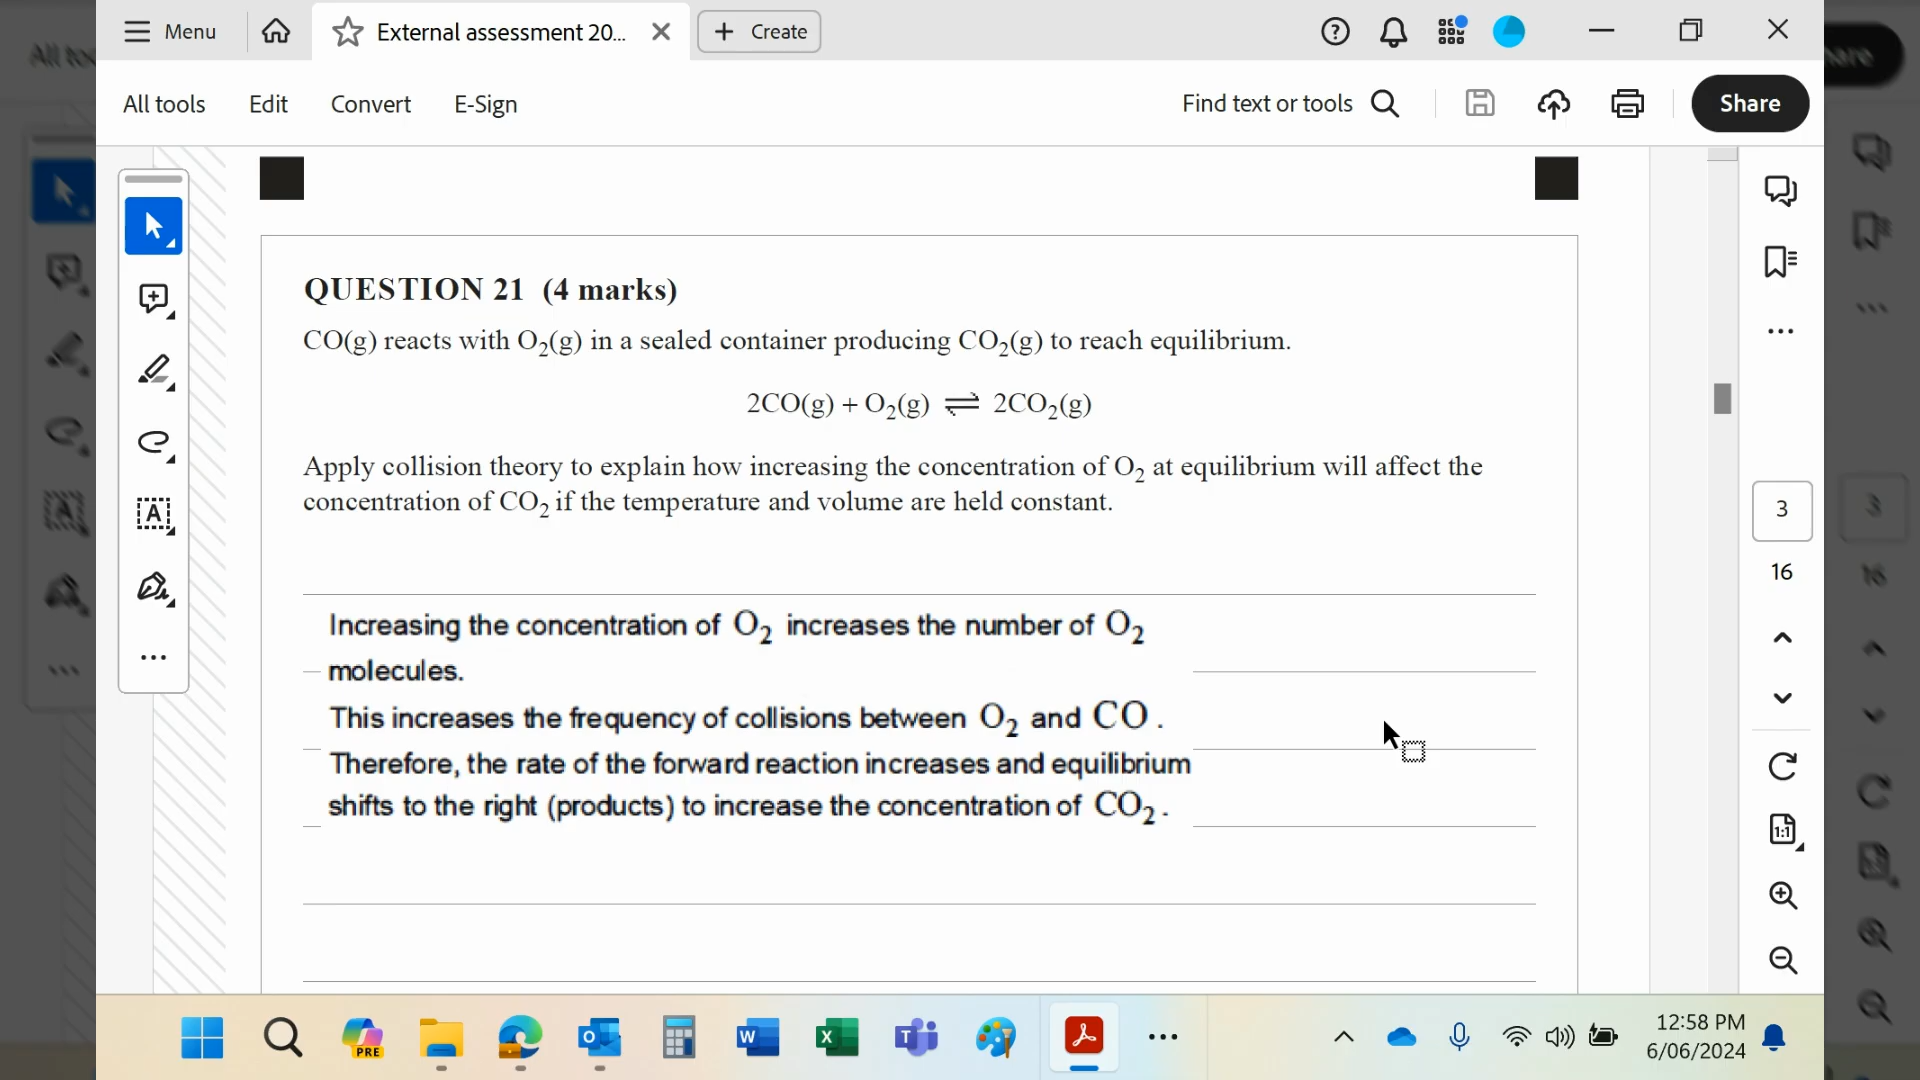 Menu
External assessment 20...
Create
All tools
Edit
Convert
E-Sign
Find text or tools
Share
QUESTION 21 (4 marks)
CO(g) reacts with O₂(g) in a sealed container producing CO₂(g) to reach equilibrium.
2CO(g) + O₂(g) ⇌ 2CO₂(g)
Apply collision theory to explain how increasing the concentration of O₂ at equilibrium will affect the
concentration of CO₂ if the temperature and volume are held constant.
Increasing the concentration of O₂ increases the number of O₂
molecules.
This increases the frequency of collisions between O₂ and CO .
Therefore, the rate of the forward reaction increases and equilibrium
shifts to the right (products) to increase the concentration of CO₂ .
3
16
1:1
PRE
12:58 PM
6/06/2024